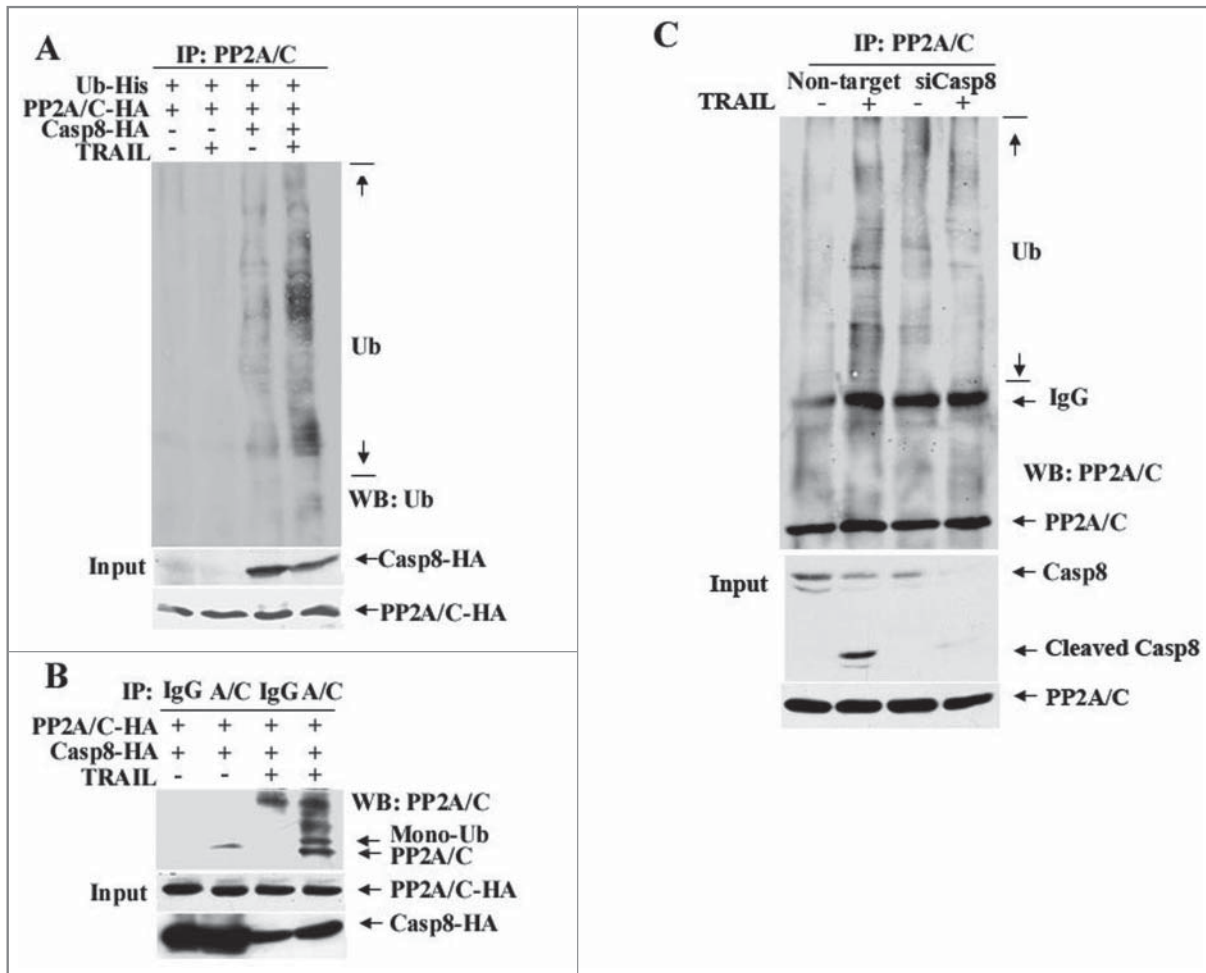 A
IP: PP2A/C
Ub-His + + + +
PP2A/C-HA + + + +
Casp8-HA - - + +
TRAIL - + - +
Ub
WB: Ub
Input
Casp8-HA
PP2A/C-HA
B
IP: IgG A/C IgG A/C
PP2A/C-HA + + + +
Casp8-HA + + + +
TRAIL - - + +
WB: PP2A/C
Mono-Ub
PP2A/C
Input
PP2A/C-HA
Casp8-HA
C
IP: PP2A/C
Non-target siCasp8
TRAIL - + - +
Ub
IgG
WB: PP2A/C
PP2A/C
Input
Casp8
Cleaved Casp8
PP2A/C